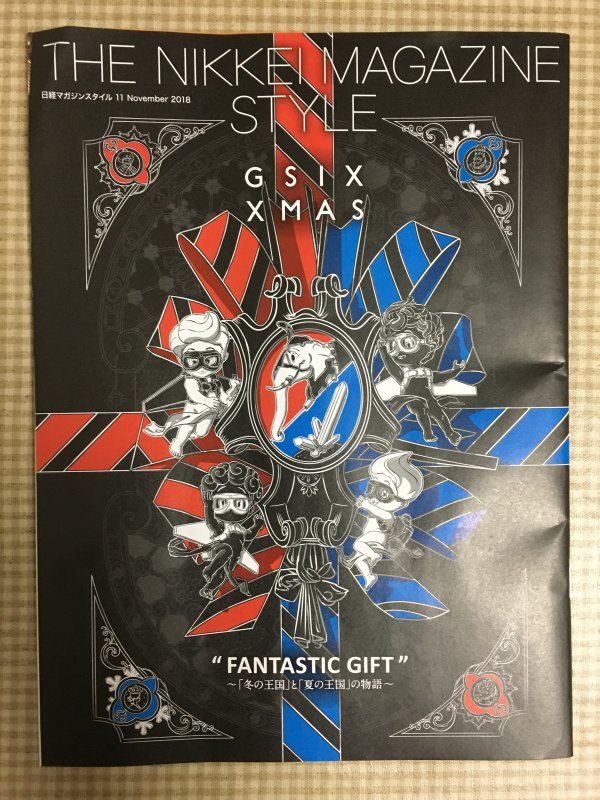 THE NIKKEI MAGAZINE
日経マガジンスタイル 11 November 2018
STYLE
GSIX
XMAS
“ FANTASTIC GIFT ”
～「冬の王国」と「夏の王国」の物語～